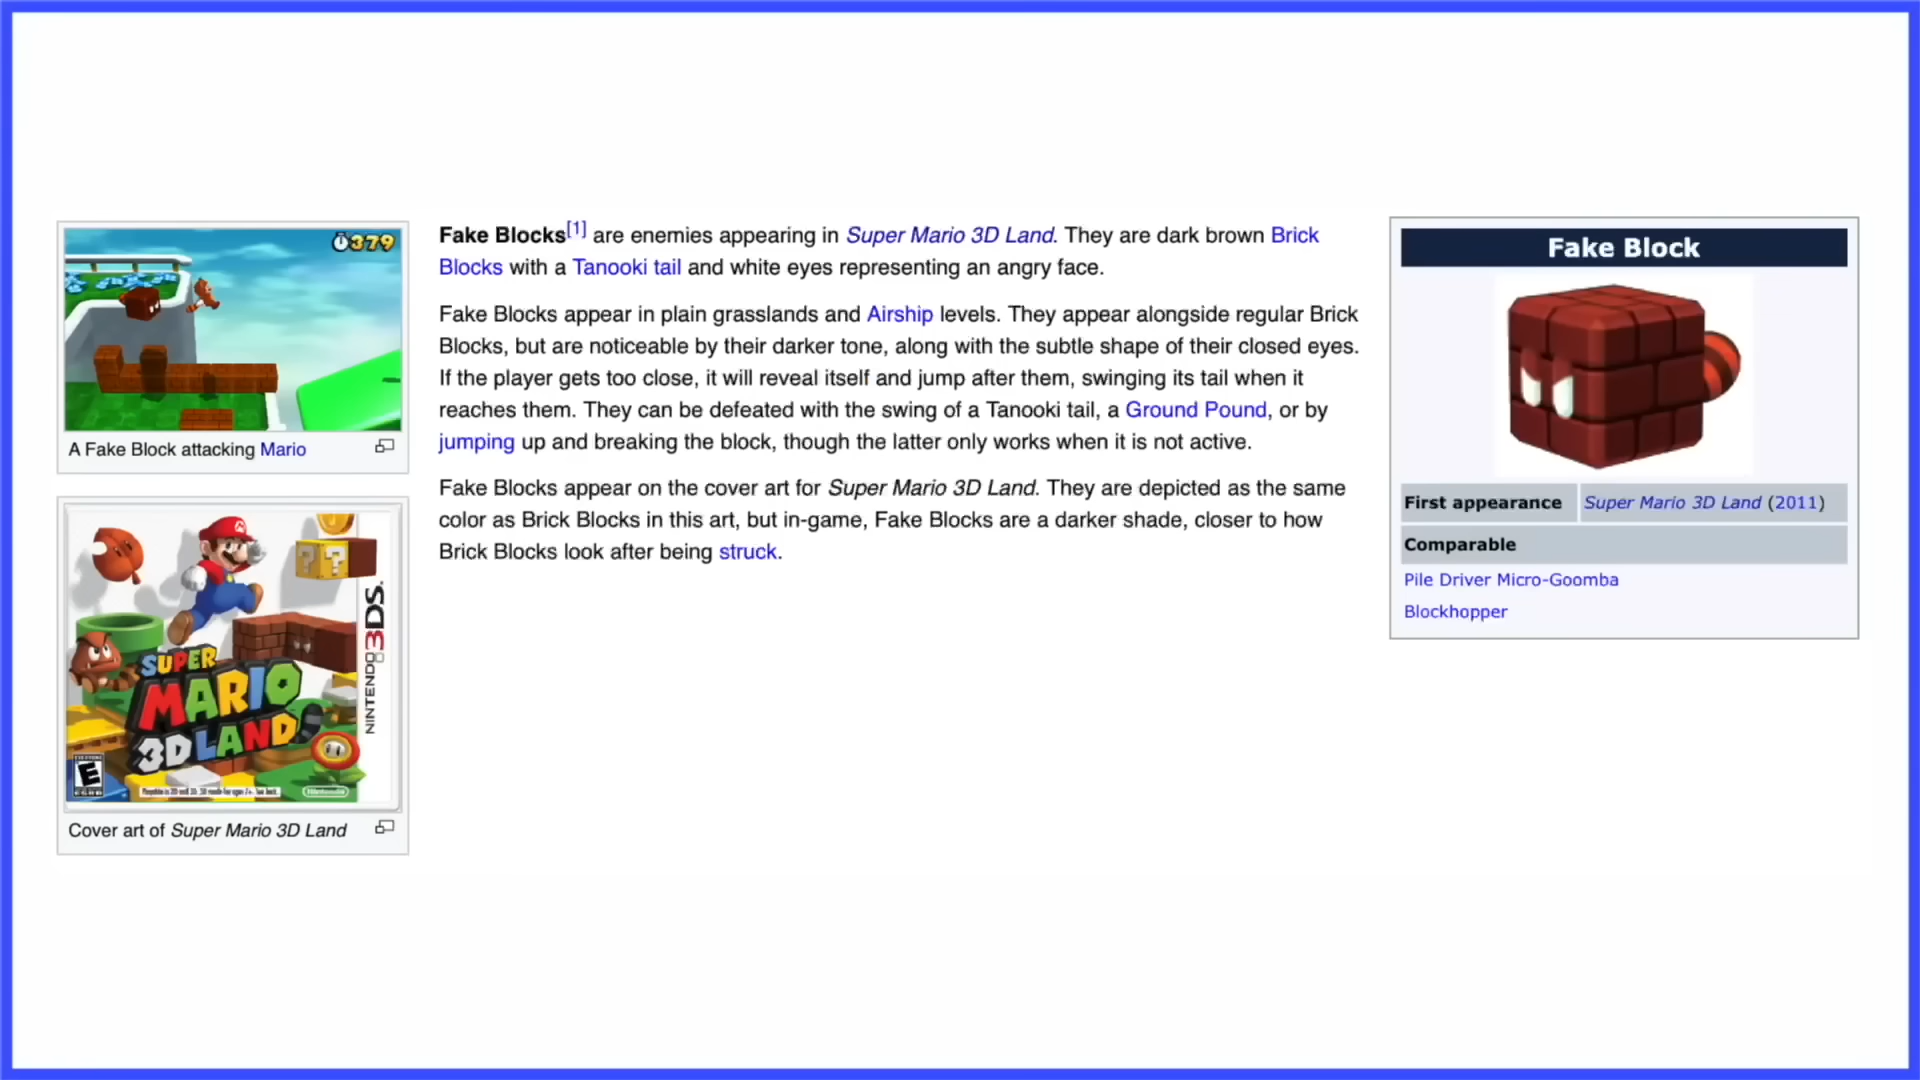 379
A Fake Block attacking Mario
SUPER
MARIO
3D LAND
NINTENDO 3DS.
E
Nintendo
Cover art of Super Mario 3D Land
Fake Blocks[1] are enemies appearing in Super Mario 3D Land. They are dark brown Brick
Blocks with a Tanooki tail and white eyes representing an angry face.
Fake Blocks appear in plain grasslands and Airship levels. They appear alongside regular Brick
Blocks, but are noticeable by their darker tone, along with the subtle shape of their closed eyes.
If the player gets too close, it will reveal itself and jump after them, swinging its tail when it
reaches them. They can be defeated with the swing of a Tanooki tail, a Ground Pound, or by
jumping up and breaking the block, though the latter only works when it is not active.
Fake Blocks appear on the cover art for Super Mario 3D Land. They are depicted as the same
color as Brick Blocks in this art, but in-game, Fake Blocks are a darker shade, closer to how
Brick Blocks look after being struck.
Fake Block
First appearance Super Mario 3D Land (2011)
Comparable
Pile Driver Micro-Goomba
Blockhopper